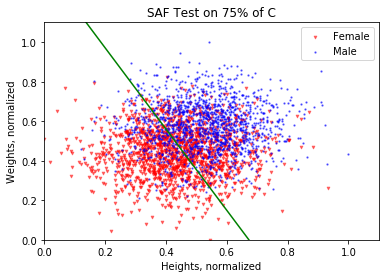 SAF Test on 75% of C
Female
Male
Weights, normalized
1.0
0.8
0.6
0.4
0.2
0.0
0.0 0.2 0.4 0.6 0.8 1.0
Heights, normalized